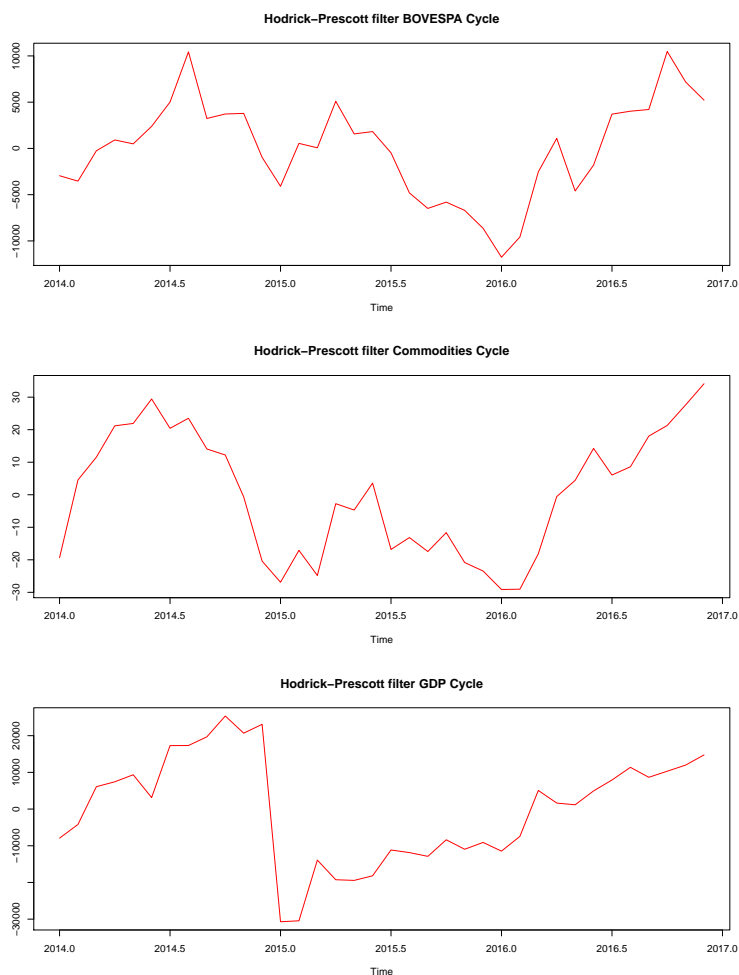 Hodrick−Prescott filter BOVESPA Cycle
10000
5000
0
−5000
−10000
2014.0 2014.5 2015.0 2015.5 2016.0 2016.5 2017.0
Time
Hodrick−Prescott filter Commodities Cycle
30
20
10
0
−10
−20
−30
2014.0 2014.5 2015.0 2015.5 2016.0 2016.5 2017.0
Time
Hodrick−Prescott filter GDP Cycle
20000
10000
0
−10000
−30000
2014.0 2014.5 2015.0 2015.5 2016.0 2016.5 2017.0
Time